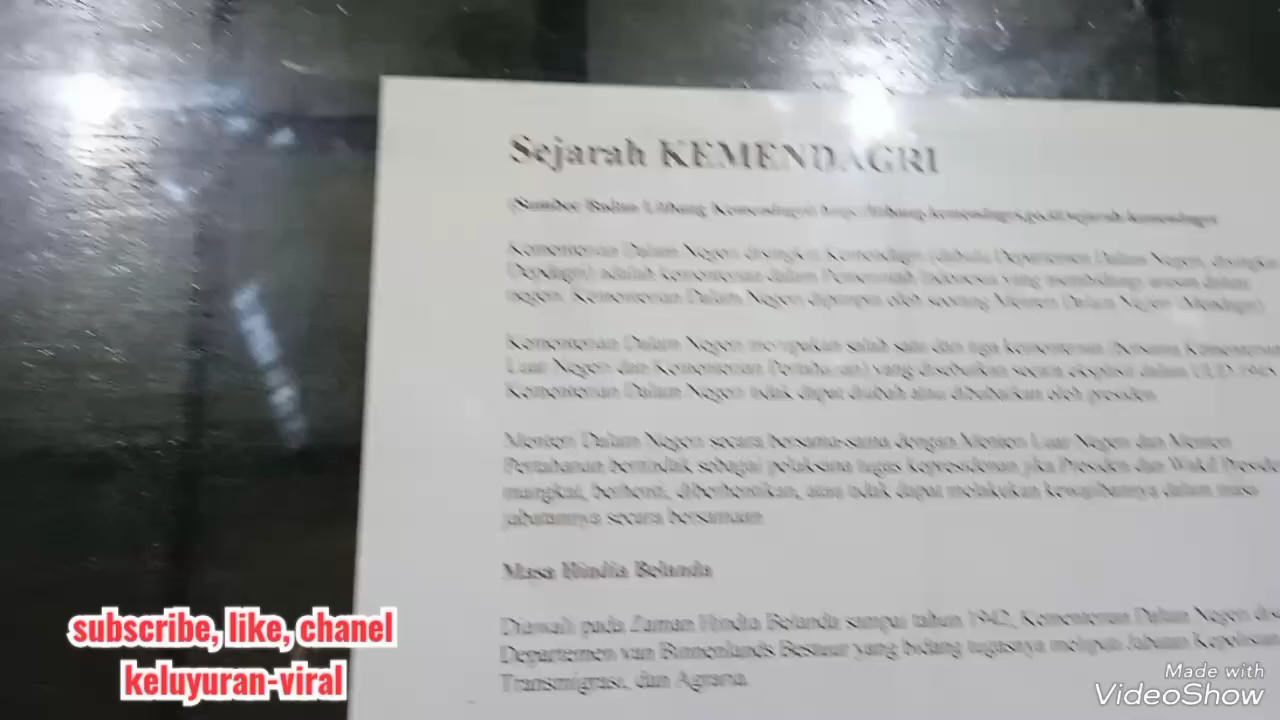 Sejarah KEMENDAGRI
(Sumber Badan Litbang Kemendagri
Kementerian Dalam Negeri disingkat Kemendagri (dahulu Departemen Dalam Negeri, disingkat
Depdagri) adalah kementerian dalam Pemerintah Indonesia yang membidangi urusan dalam
negeri. Kementerian Dalam Negeri dipimpin oleh seorang Menteri Dalam Negeri (Mendagri)
Kementerian Dalam Negeri merupakan salah satu dari tiga kementerian (bersama Kementerian
Luar Negeri dan Kementerian Pertahanan) yang disebutkan secara eksplisit dalam UUD 1945
Kementerian Dalam Negeri tidak dapat diubah atau dibubarkan oleh presiden
Menteri Dalam Negeri secara bersama-sama dengan Menteri Luar Negeri dan Menteri
Pertahanan bertindak sebagai pelaksana tugas kepresidenan jika Presiden dan Wakil Preside
mangkat, berhenti, diberhentikan, atau tidak dapat melakukan kewajibannya dalam masa
jabatannya secara bersamaan
Masa Hindia Belanda
Diawali pada Zaman Hindia Belanda sampai tahun 1942, Kementerian Dalam Negeri
Departemen van Binnenlands Bestuur yang bidang tugasnya meliputi Jabatan Kepolisian
Transmigrasi, dan Agraria.
subscribe, like, chanel
keluyuran-viral
Made with
VideoShow